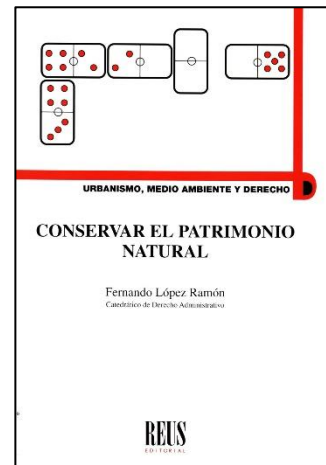 URBANISMO, MEDIO AMBIENTE Y DERECHO
CONSERVAR EL PATRIMONIO
NATURAL
Fernando López Ramón
Catedrático de Derecho Administrativo
REUS
EDITORIAL